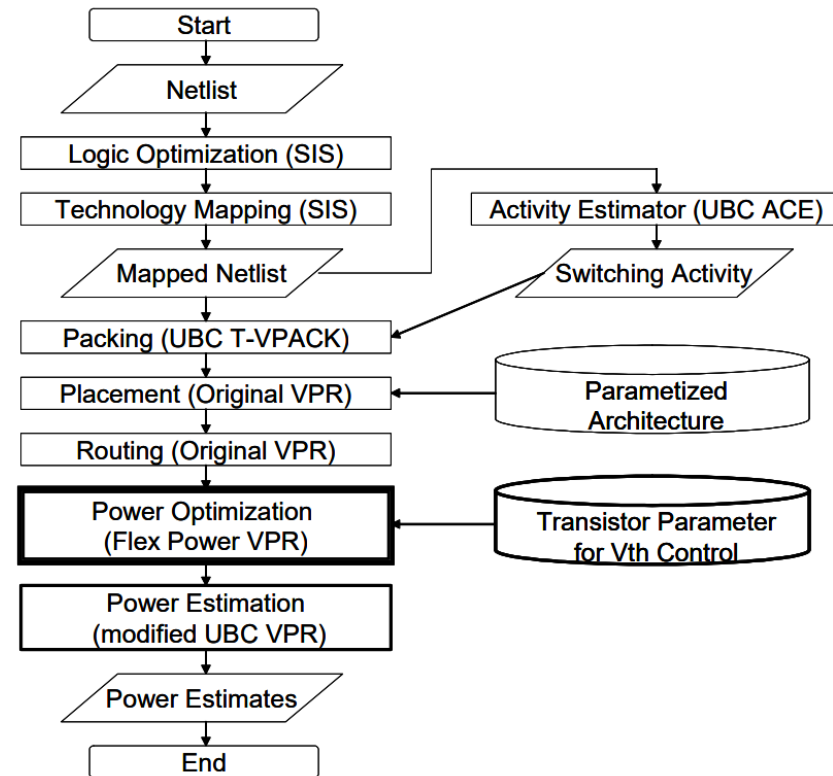 Start
Netlist
Logic Optimization (SIS)
Technology Mapping (SIS)
Activity Estimator (UBC ACE)
Mapped Netlist
Switching Activity
Packing (UBC T-VPACK)
Placement (Original VPR)
Parametized
Architecture
Routing (Original VPR)
Power Optimization
(Flex Power VPR)
Transistor Parameter
for Vth Control
Power Estimation
(modified UBC VPR)
Power Estimates
End